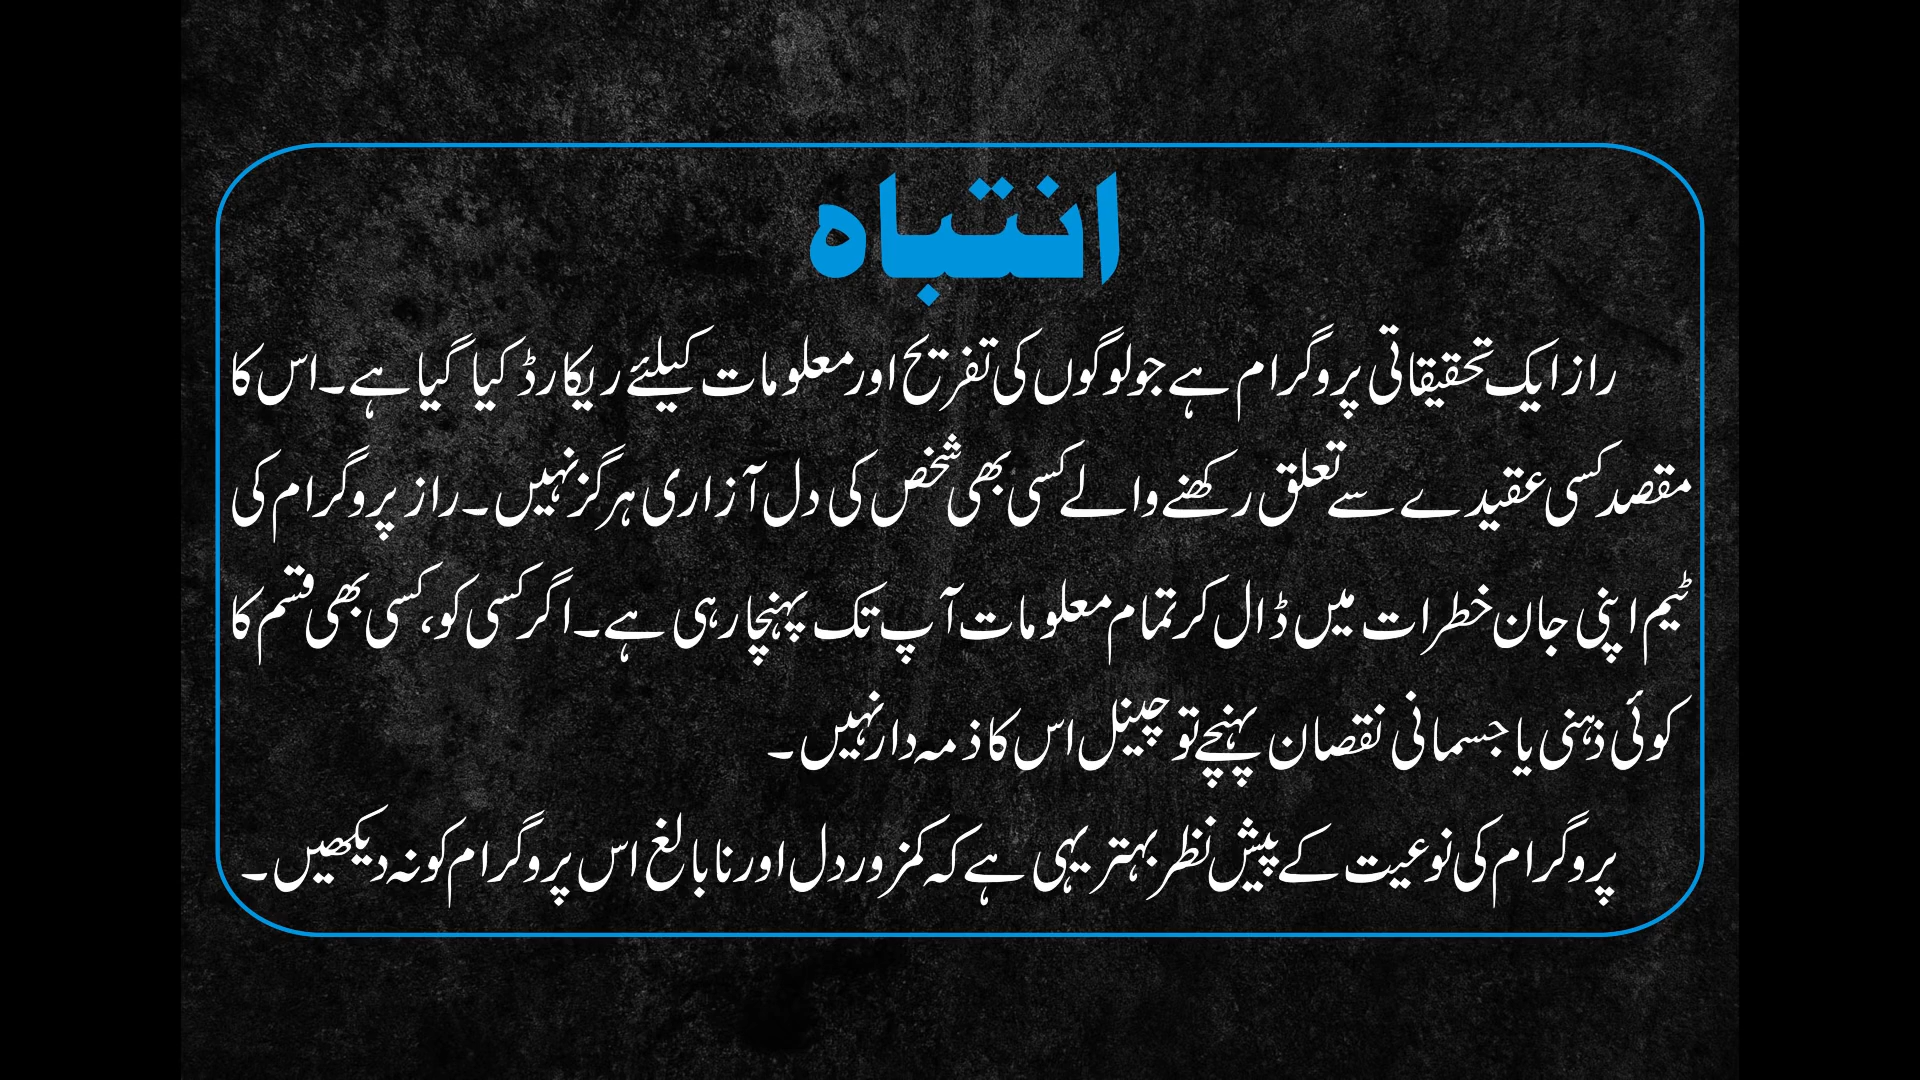 انتباہ
راز ایک تحقیقاتی پروگرام ہے جو لوگوں کی تفریح اور معلومات کیلئے ریکارڈ کیا گیا ہے۔ اس کا
مقصد کسی عقیدے سے تعلق رکھنے والے کسی بھی شخص کی دل آزاری ہرگز نہیں۔ راز پروگرام کی
ٹیم اپنی جان خطرات میں ڈال کر تمام معلومات آپ تک پہنچا رہی ہے۔ اگر کسی کو، کسی بھی قسم کا
کوئی ذہنی یا جسمانی نقصان پہنچے تو چینل اس کا ذمہ دار نہیں۔
پروگرام کی نوعیت کے پیش نظر بہتر یہی ہے کہ کمزور دل اور نابالغ اس پروگرام کو نہ دیکھیں۔